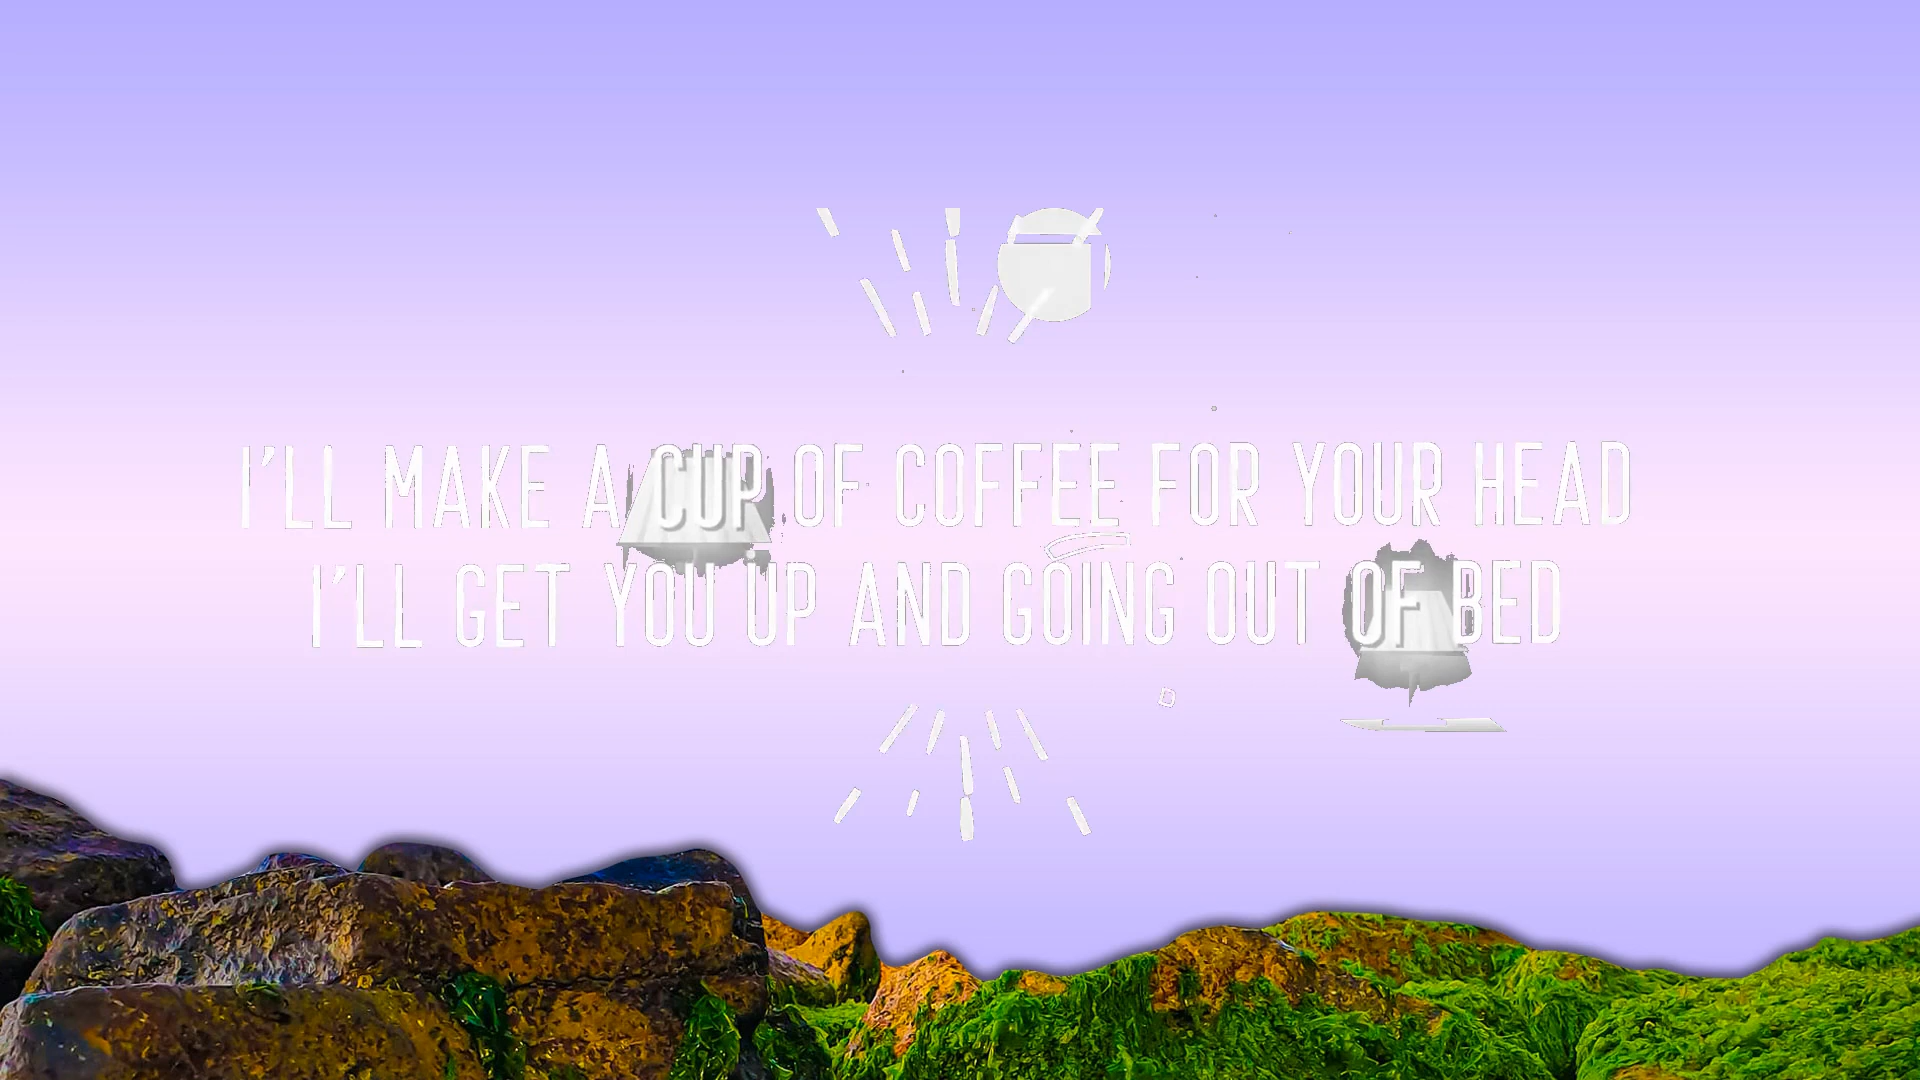 I'LL MAKE A CUP OF COFFEE FOR YOUR HEAD
I'LL GET YOU UP AND GOING OUT OF BED